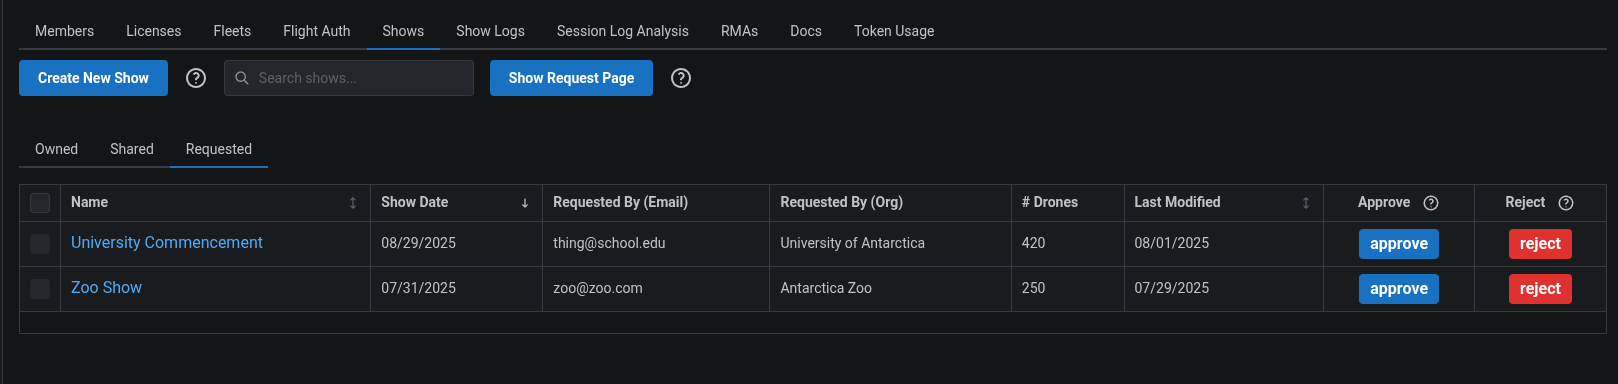 Members Licenses Fleets Flight Auth Shows Show Logs Session Log Analysis RMAs Docs Token Usage
Create New Show ? Search shows... Show Request Page ?
Owned Shared Requested
Name Show Date Requested By (Email) Requested By (Org) # Drones Last Modified Approve ? Reject ?
University Commencement 08/29/2025 thing@school.edu University of Antarctica 420 08/01/2025 approve reject
Zoo Show 07/31/2025 zoo@zoo.com Antarctica Zoo 250 07/29/2025 approve reject